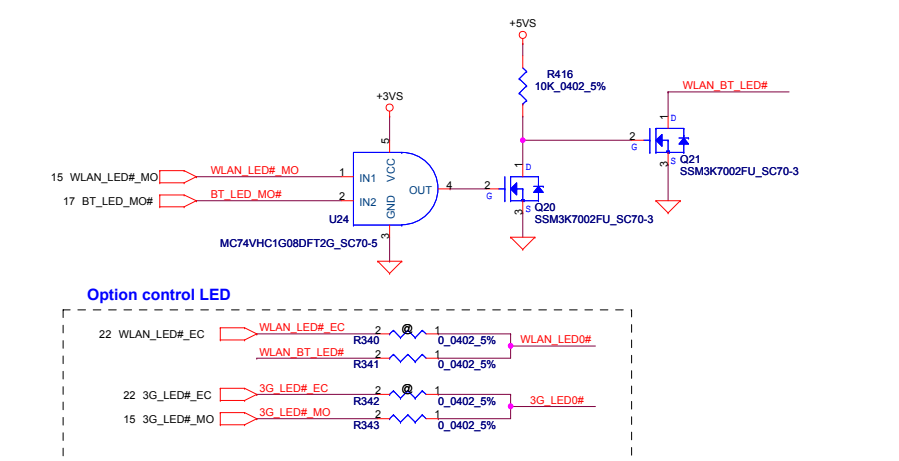 +5VS
R416
10K_0402_5%
WLAN_BT_LED#
+3VS
1
D
2
G
Q21
3
S
SSM3K7002FU_SC70-3
5
VCC
15 WLAN_LED#_MO
WLAN_LED#_MO
1
IN1
OUT
4
2
G
1
D
17 BT_LED_MO#
BT_LED_MO#
2
IN2
GND
U24
3
S
Q20
SSM3K7002FU_SC70-3
3
MC74VHC1G08DFT2G_SC70-5
Option control LED
22 WLAN_LED#_EC
WLAN_LED#_EC
2
@
1
R340
0_0402_5%
WLAN_LED0#
WLAN_BT_LED#
2
1
R341
0_0402_5%
22 3G_LED#_EC
3G_LED#_EC
2
@
1
R342
0_0402_5%
3G_LED0#
15 3G_LED#_MO
3G_LED#_MO
2
1
R343
0_0402_5%